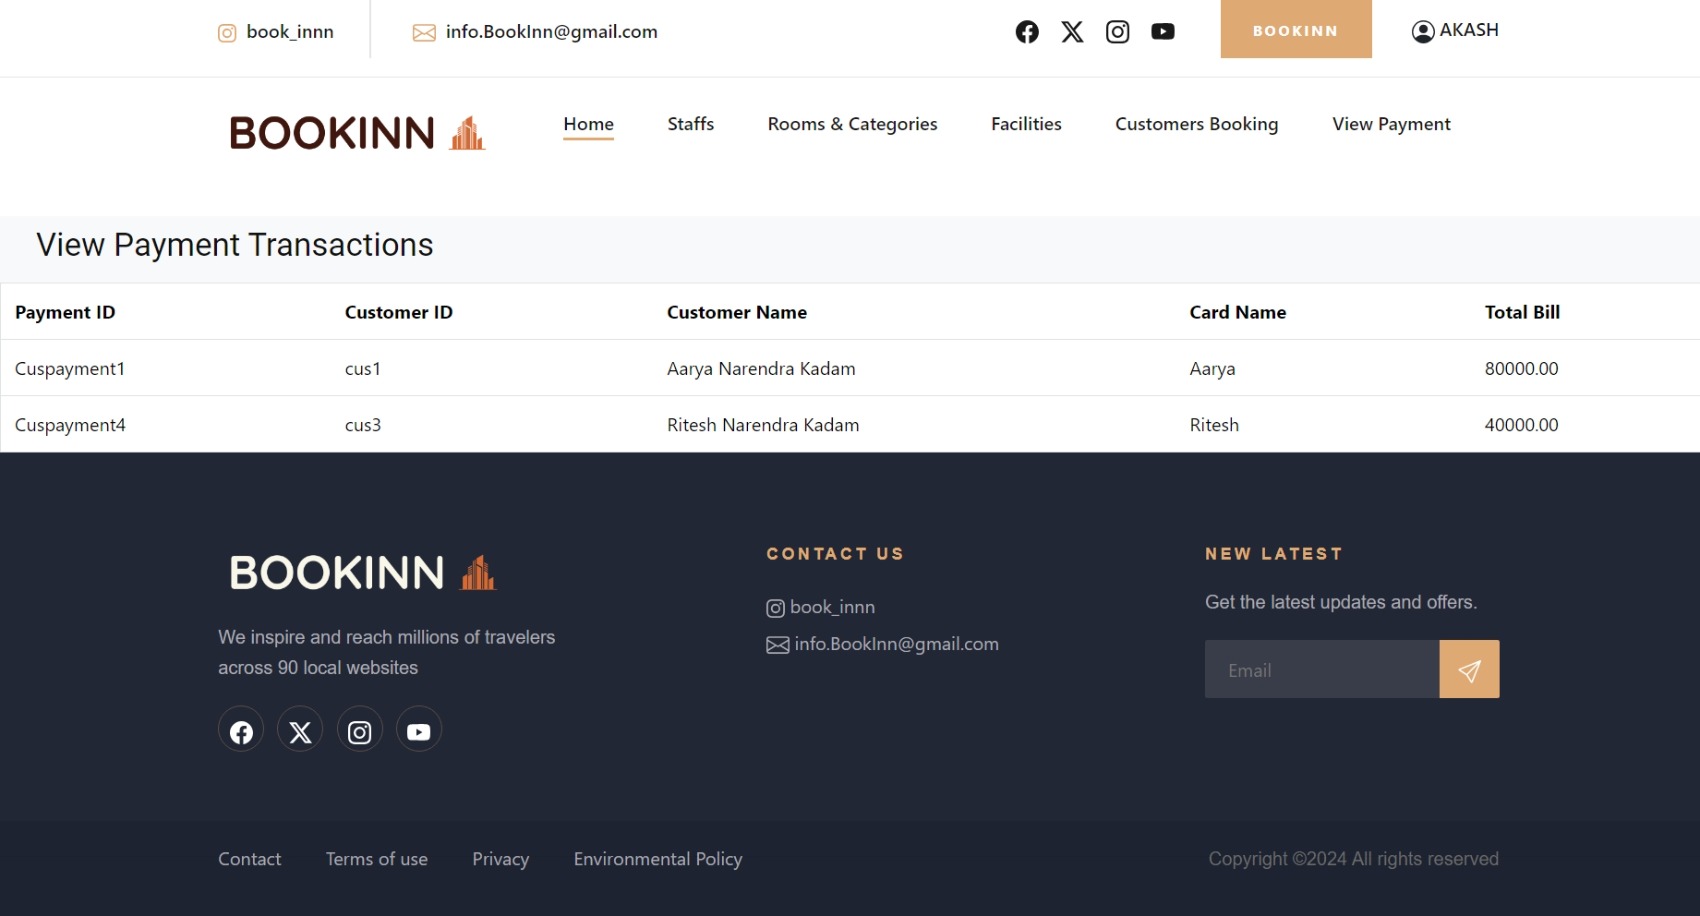 book_innn info.BookInn@gmail.com BOOKINN AKASH
BOOKINN Home Staffs Rooms & Categories Facilities Customers Booking View Payment
View Payment Transactions
Payment ID Customer ID Customer Name Card Name Total Bill
Cuspayment1 cus1 Aarya Narendra Kadam Aarya 80000.00
Cuspayment4 cus3 Ritesh Narendra Kadam Ritesh 40000.00
BOOKINN
We inspire and reach millions of travelers
across 90 local websites
CONTACT US
book_innn
info.BookInn@gmail.com
NEW LATEST
Get the latest updates and offers.
Email
Contact Terms of use Privacy Environmental Policy Copyright ©2024 All rights reserved